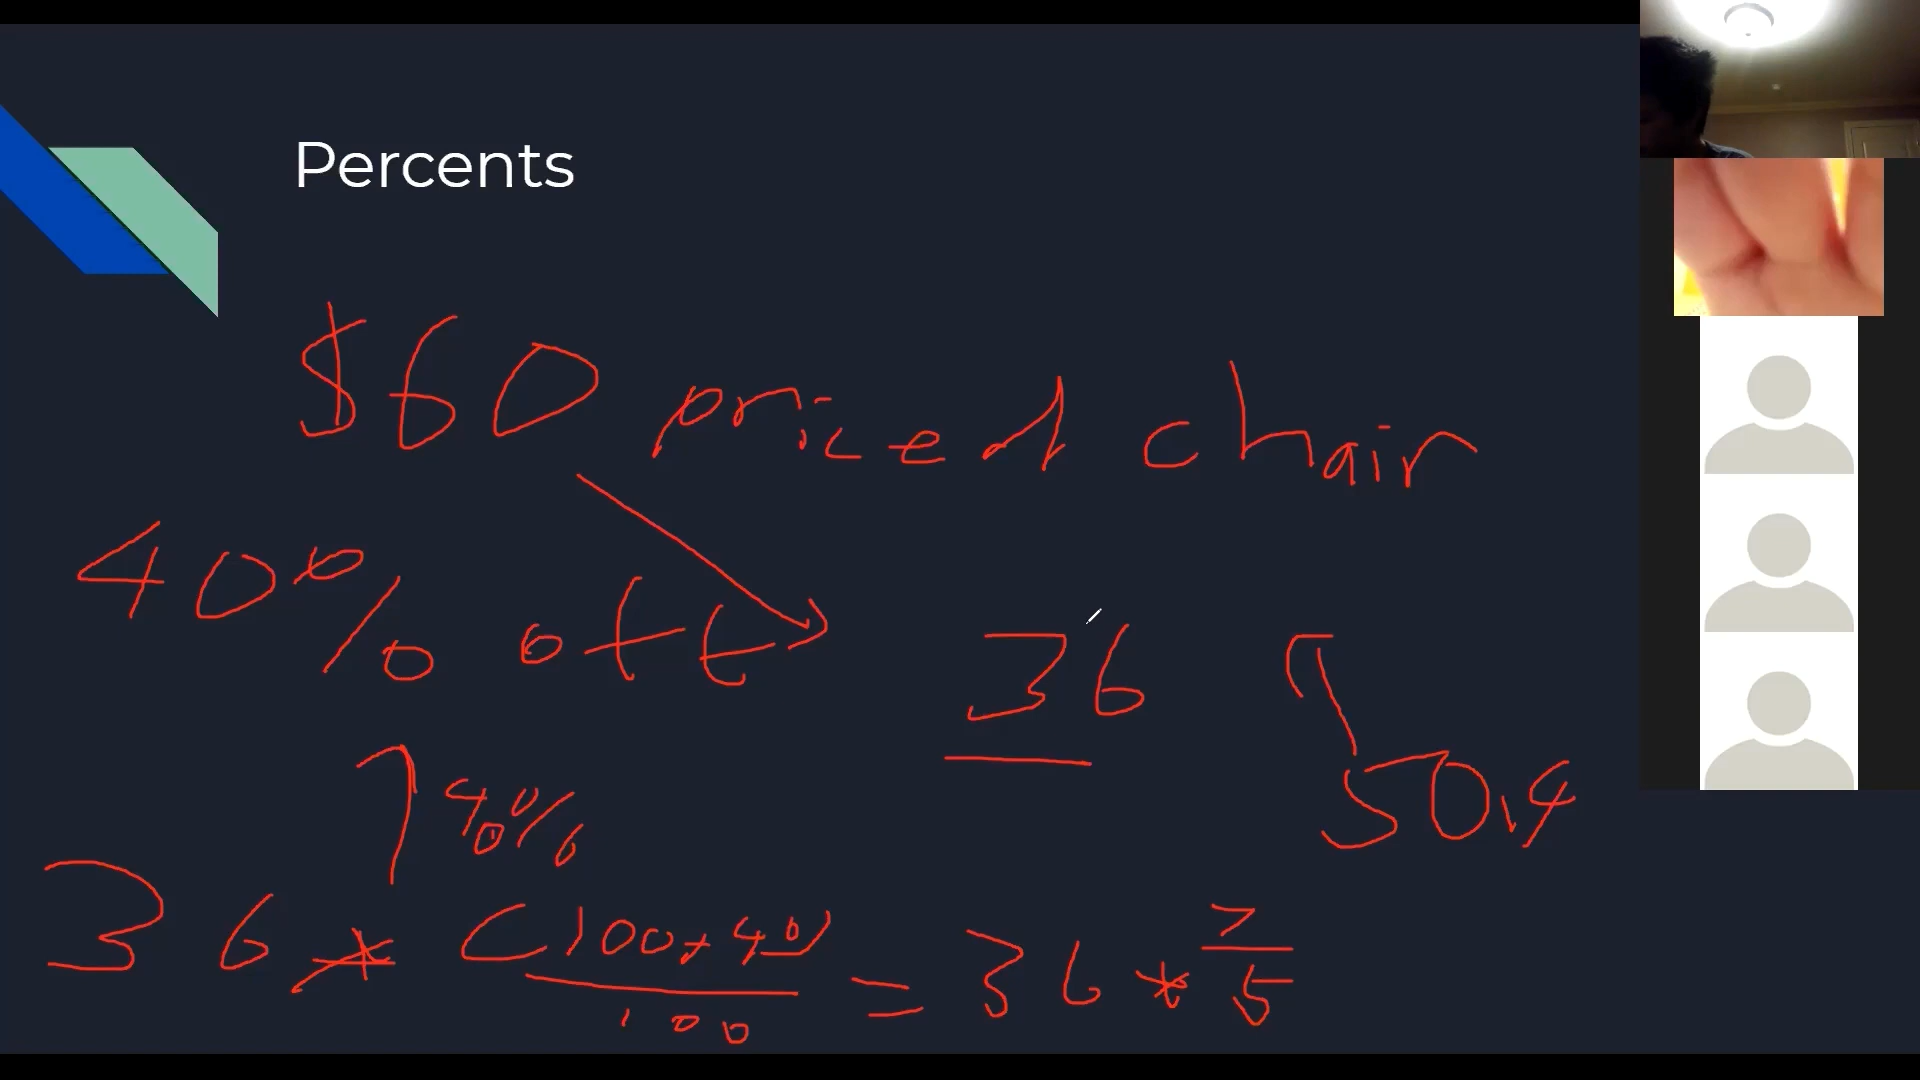 Percents
$60 priced chair
40% off
36
50.4
↑ 40%
36 * (100+40)/100 = 36 * 7/5